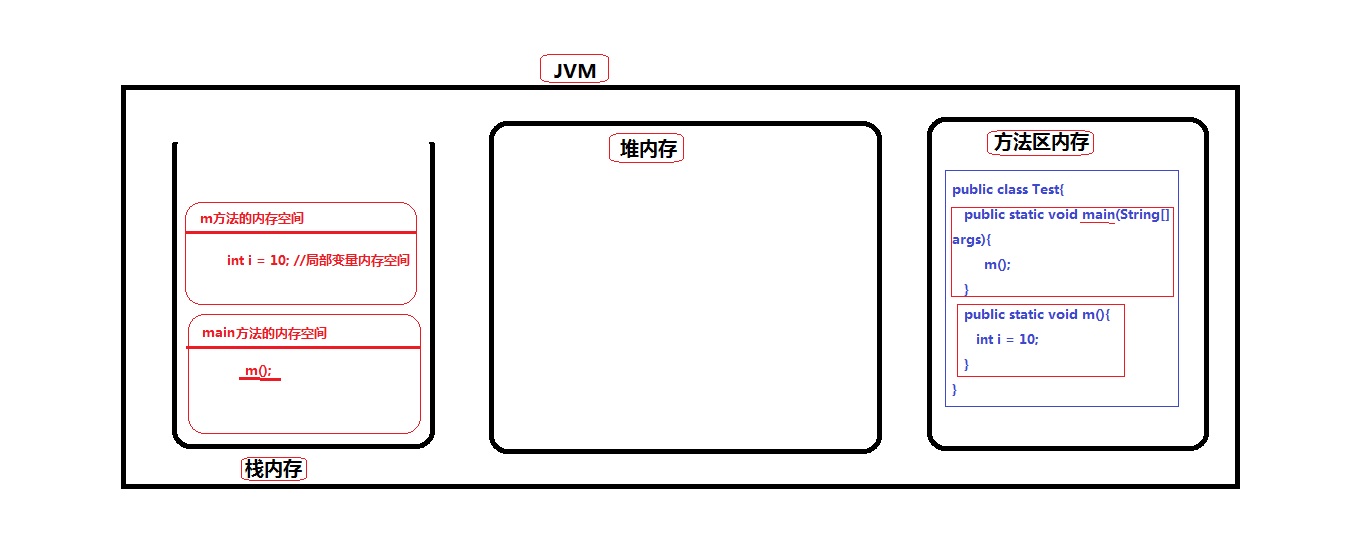 JVM
m方法的内存空间
int i = 10; //局部变量内存空间
main方法的内存空间
m();
栈内存
堆内存
方法区内存
public class Test{
public static void main(String[]
args){
m();
}
public static void m(){
int i = 10;
}
}